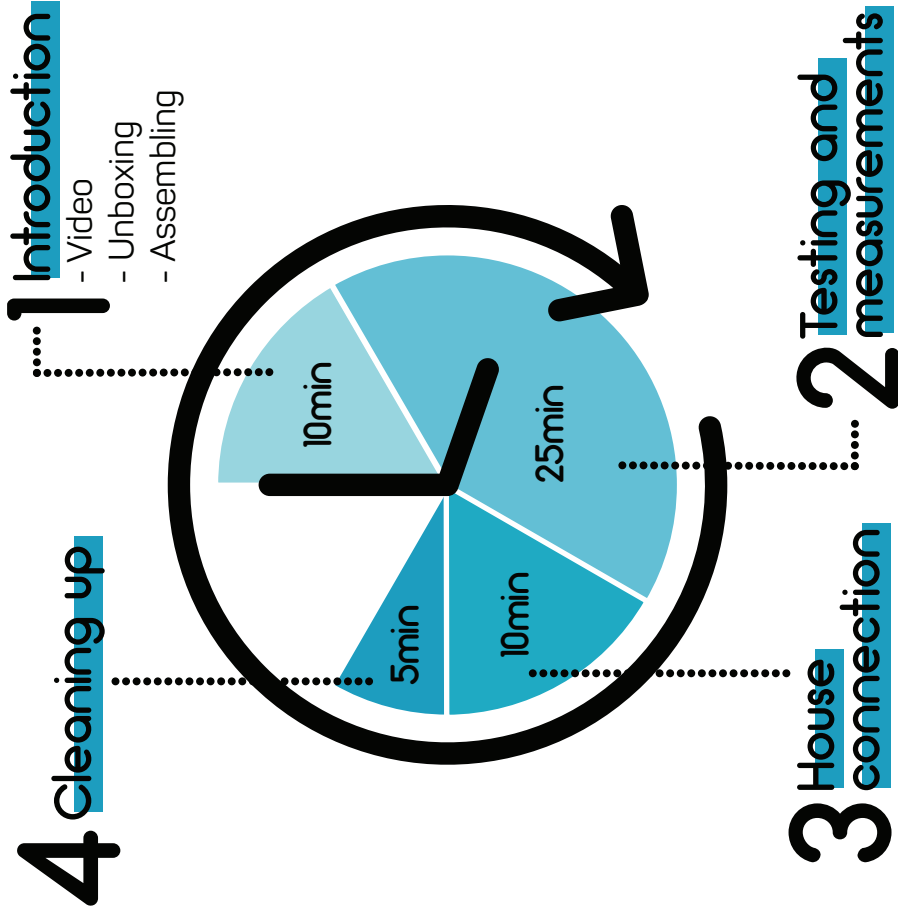 1 Introduction
- Video
- Unboxing
- Assembling
10min
2 Testing and
measurements
25min
3 House
connection
10min
4 Cleaning up
5min